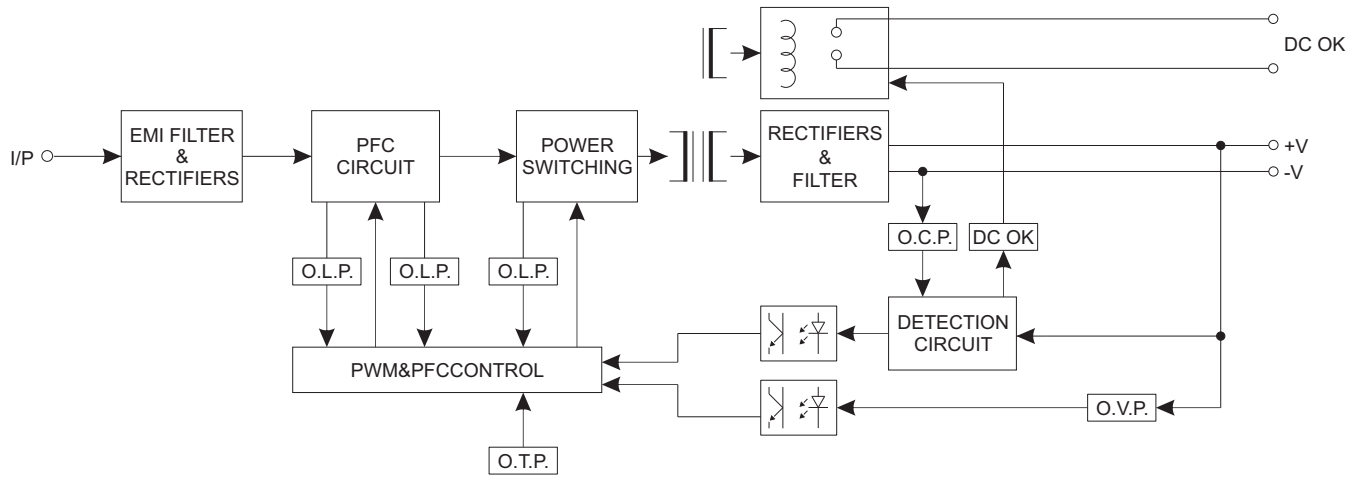 DC OK
I/P
EMI FILTER
&
RECTIFIERS
PFC
CIRCUIT
POWER
SWITCHING
RECTIFIERS
&
FILTER
+V
-V
O.L.P.
O.L.P.
O.L.P.
O.C.P.
DC OK
DETECTION
CIRCUIT
PWM&PFCCONTROL
O.V.P.
O.T.P.